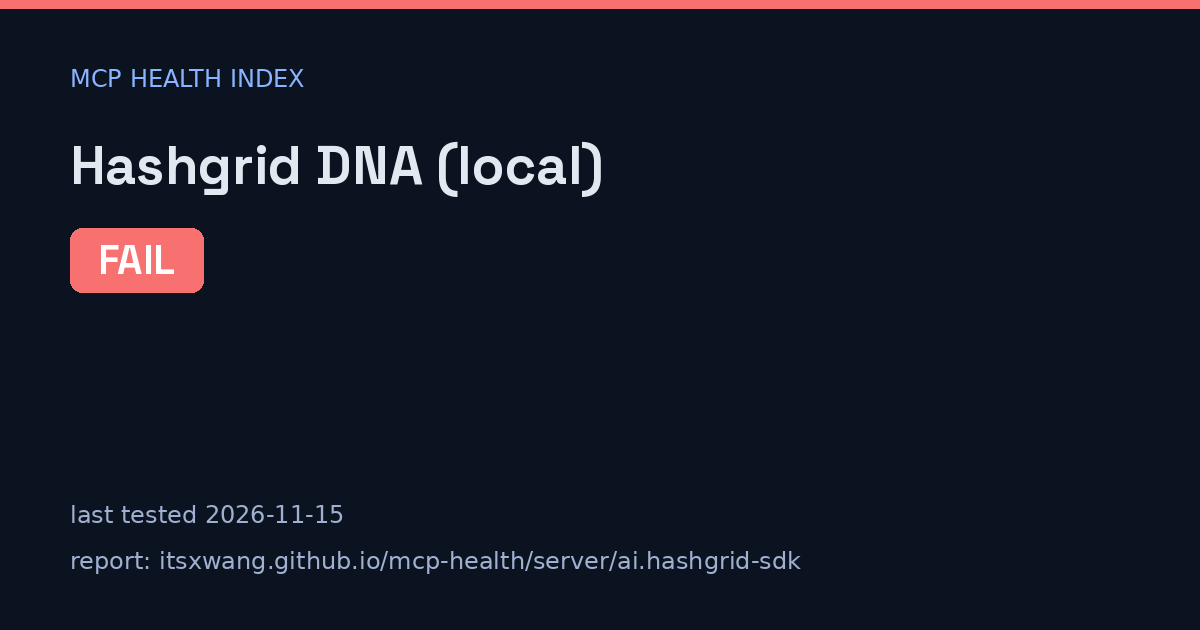 MCP HEALTH INDEX
Hashgrid DNA (local)
FAIL
last tested 2026-11-15
report: itsxwang.github.io/mcp-health/server/ai.hashgrid-sdk